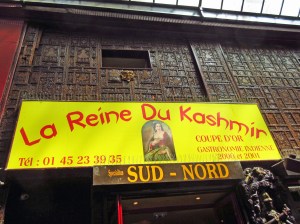 La Reine Du Kashmir
COUPE D'OR
GASTRONOMIE INDIENNE
2000 et 2001
Tél : 01 45 23 39 35
Spécialités
SUD - NORD